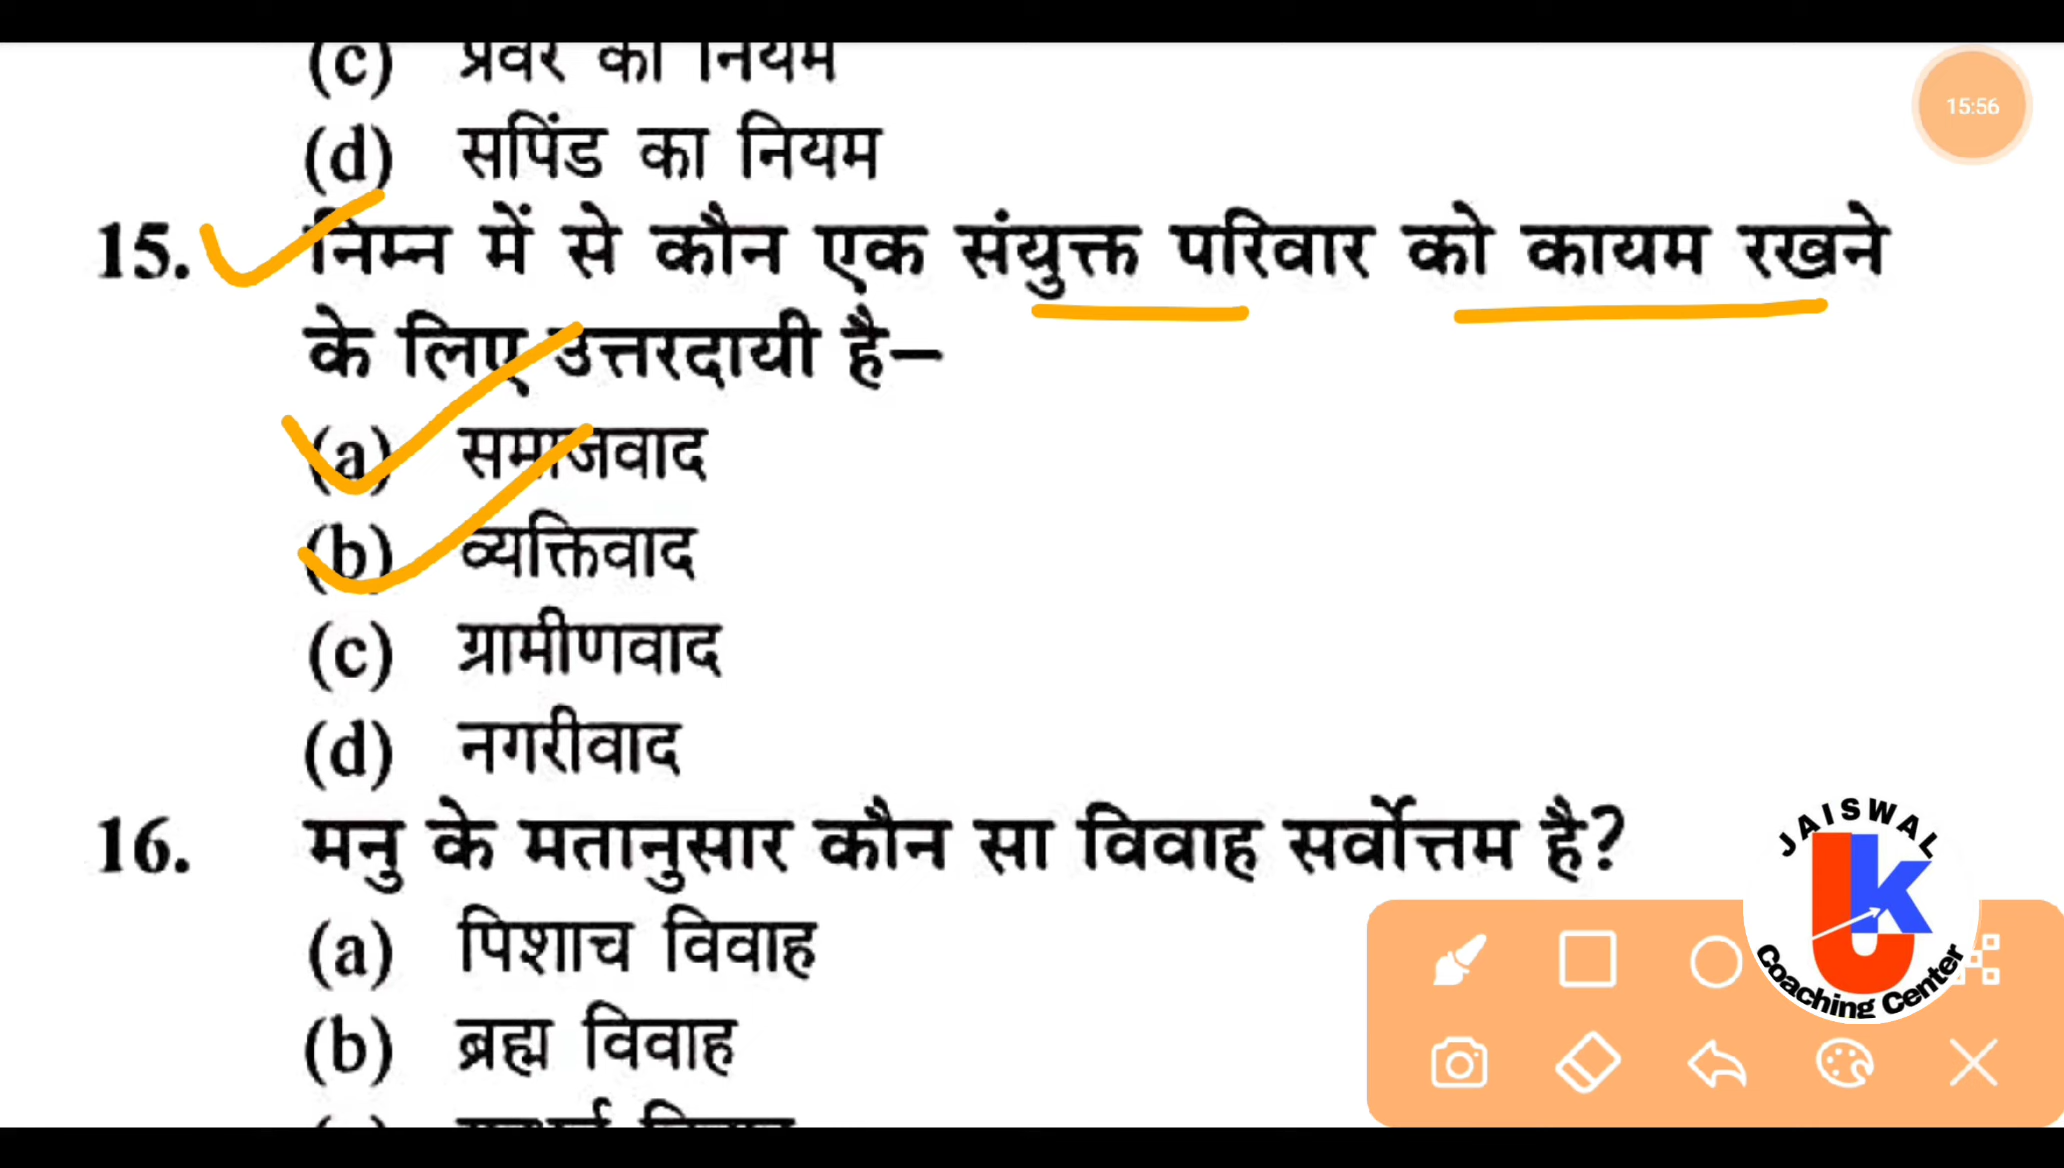 (c) प्रवर का नियम
15:56
(d) सपिंड का नियम
15. निम्न में से कौन एक संयुक्त परिवार को कायम रखने
के लिए उत्तरदायी है–
(a) समाजवाद
(b) व्यक्तिवाद
(c) ग्रामीणवाद
(d) नगरीवाद
16. मनु के मतानुसार कौन सा विवाह सर्वोत्तम है?
(a) पिशाच विवाह
(b) ब्रह्म विवाह
JAISWAL
UK
Coaching Center